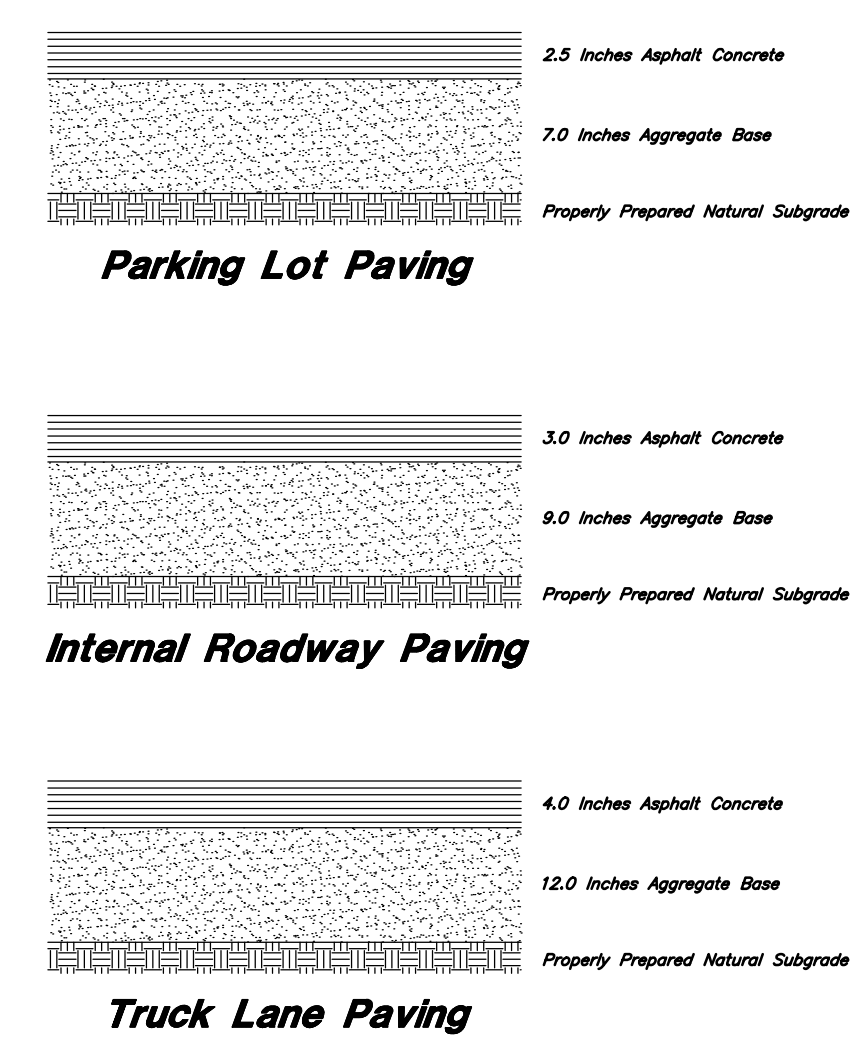 2.5 Inches Asphalt Concrete
7.0 Inches Aggregate Base
Properly Prepared Natural Subgrade
Parking Lot Paving
3.0 Inches Asphalt Concrete
9.0 Inches Aggregate Base
Properly Prepared Natural Subgrade
Internal Roadway Paving
4.0 Inches Asphalt Concrete
12.0 Inches Aggregate Base
Properly Prepared Natural Subgrade
Truck Lane Paving